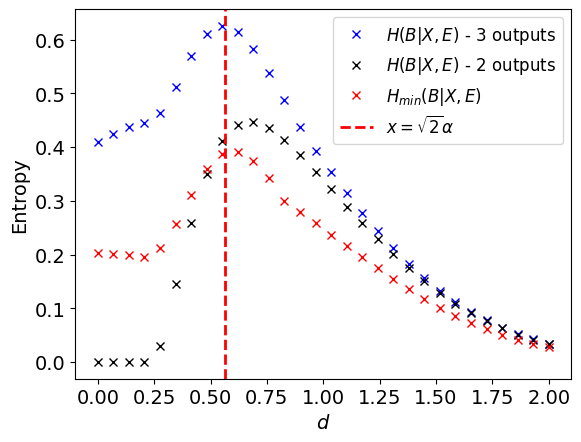 H(B|X, E) - 3 outputs
H(B|X, E) - 2 outputs
H_{min}(B|X, E)
x = √2α
Entropy
0.6
0.5
0.4
0.3
0.2
0.1
0.0
0.00 0.25 0.50 0.75 1.00 1.25 1.50 1.75 2.00
d